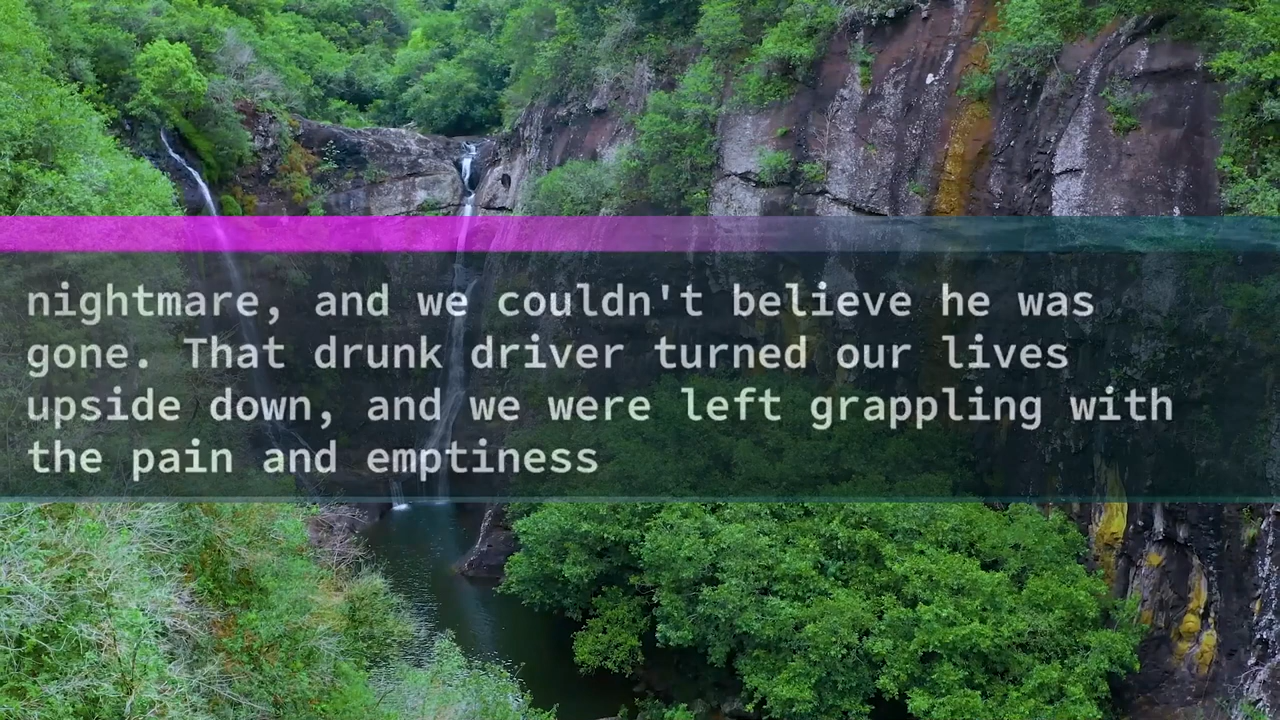 nightmare, and we couldn't believe he was
gone. That drunk driver turned our lives
upside down, and we were left grappling with
the pain and emptiness